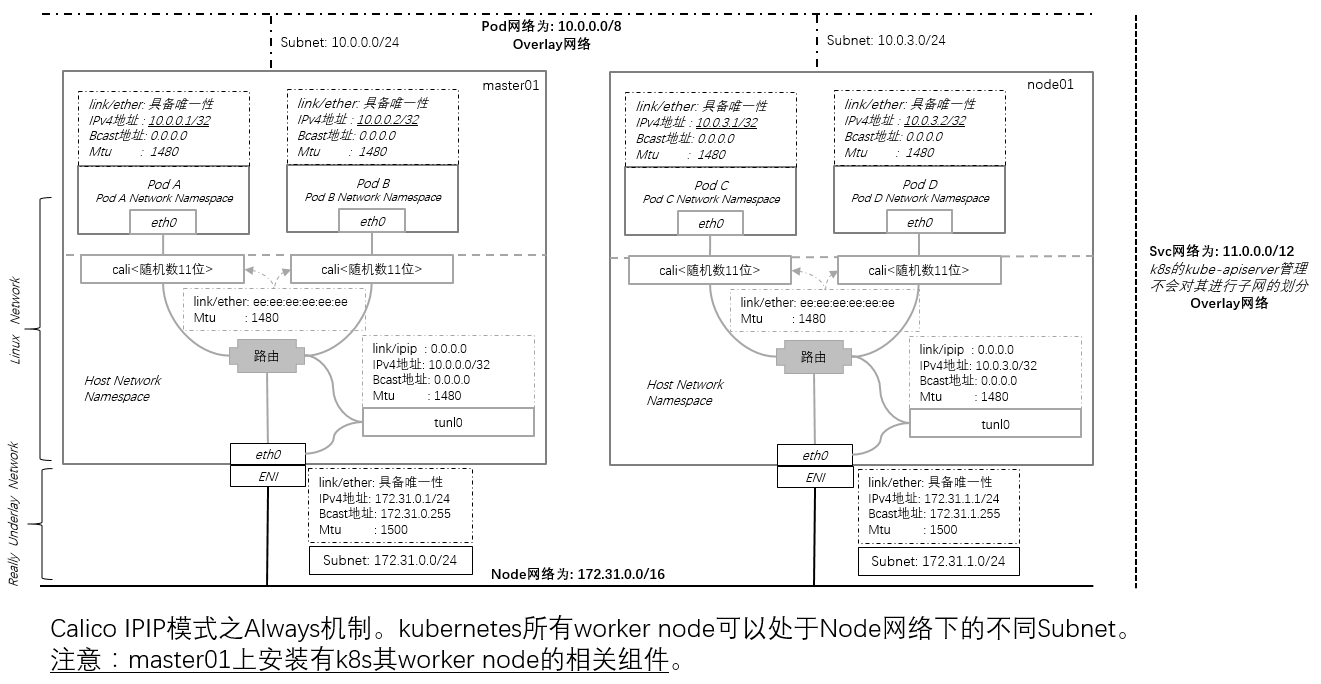 Pod网络为: 10.0.0.0/8
Overlay网络
Subnet: 10.0.0.0/24
Subnet: 10.0.3.0/24
master01
link/ether: 具备唯一性
IPv4地址 : 10.0.0.1/32
Bcast地址: 0.0.0.0
Mtu : 1480
link/ether: 具备唯一性
IPv4地址 : 10.0.0.2/32
Bcast地址: 0.0.0.0
Mtu : 1480
Pod A
Pod A Network Namespace
eth0
Pod B
Pod B Network Namespace
eth0
cali<随机数11位>
cali<随机数11位>
link/ether: ee:ee:ee:ee:ee:ee
Mtu : 1480
路由
link/ipip : 0.0.0.0
IPv4地址: 10.0.0.0/32
Bcast地址: 0.0.0.0
Mtu : 1480
tunl0
Host Network
Namespace
eth0
ENI
link/ether: 具备唯一性
IPv4地址: 172.31.0.1/24
Bcast地址: 172.31.0.255
Mtu : 1500
Subnet: 172.31.0.0/24
node01
link/ether: 具备唯一性
IPv4地址 : 10.0.3.1/32
Bcast地址: 0.0.0.0
Mtu : 1480
link/ether: 具备唯一性
IPv4地址 : 10.0.3.2/32
Bcast地址: 0.0.0.0
Mtu : 1480
Pod C
Pod C Network Namespace
eth0
Pod D
Pod D Network Namespace
eth0
cali<随机数11位>
cali<随机数11位>
link/ether: ee:ee:ee:ee:ee:ee
Mtu : 1480
路由
link/ipip : 0.0.0.0
IPv4地址: 10.0.3.0/32
Bcast地址: 0.0.0.0
Mtu : 1480
tunl0
Host Network
Namespace
eth0
ENI
link/ether: 具备唯一性
IPv4地址: 172.31.1.1/24
Bcast地址: 172.31.1.255
Mtu : 1500
Subnet: 172.31.1.0/24
Linux Network
Really Underlay Network
Node网络为: 172.31.0.0/16
Svc网络为: 11.0.0.0/12
k8s的kube-apiserver管理
不会对其进行子网的划分
Overlay网络
Calico IPIP模式之Always机制。kubernetes所有worker node可以处于Node网络下的不同Subnet。
注意：master01上安装有k8s其worker node的相关组件。